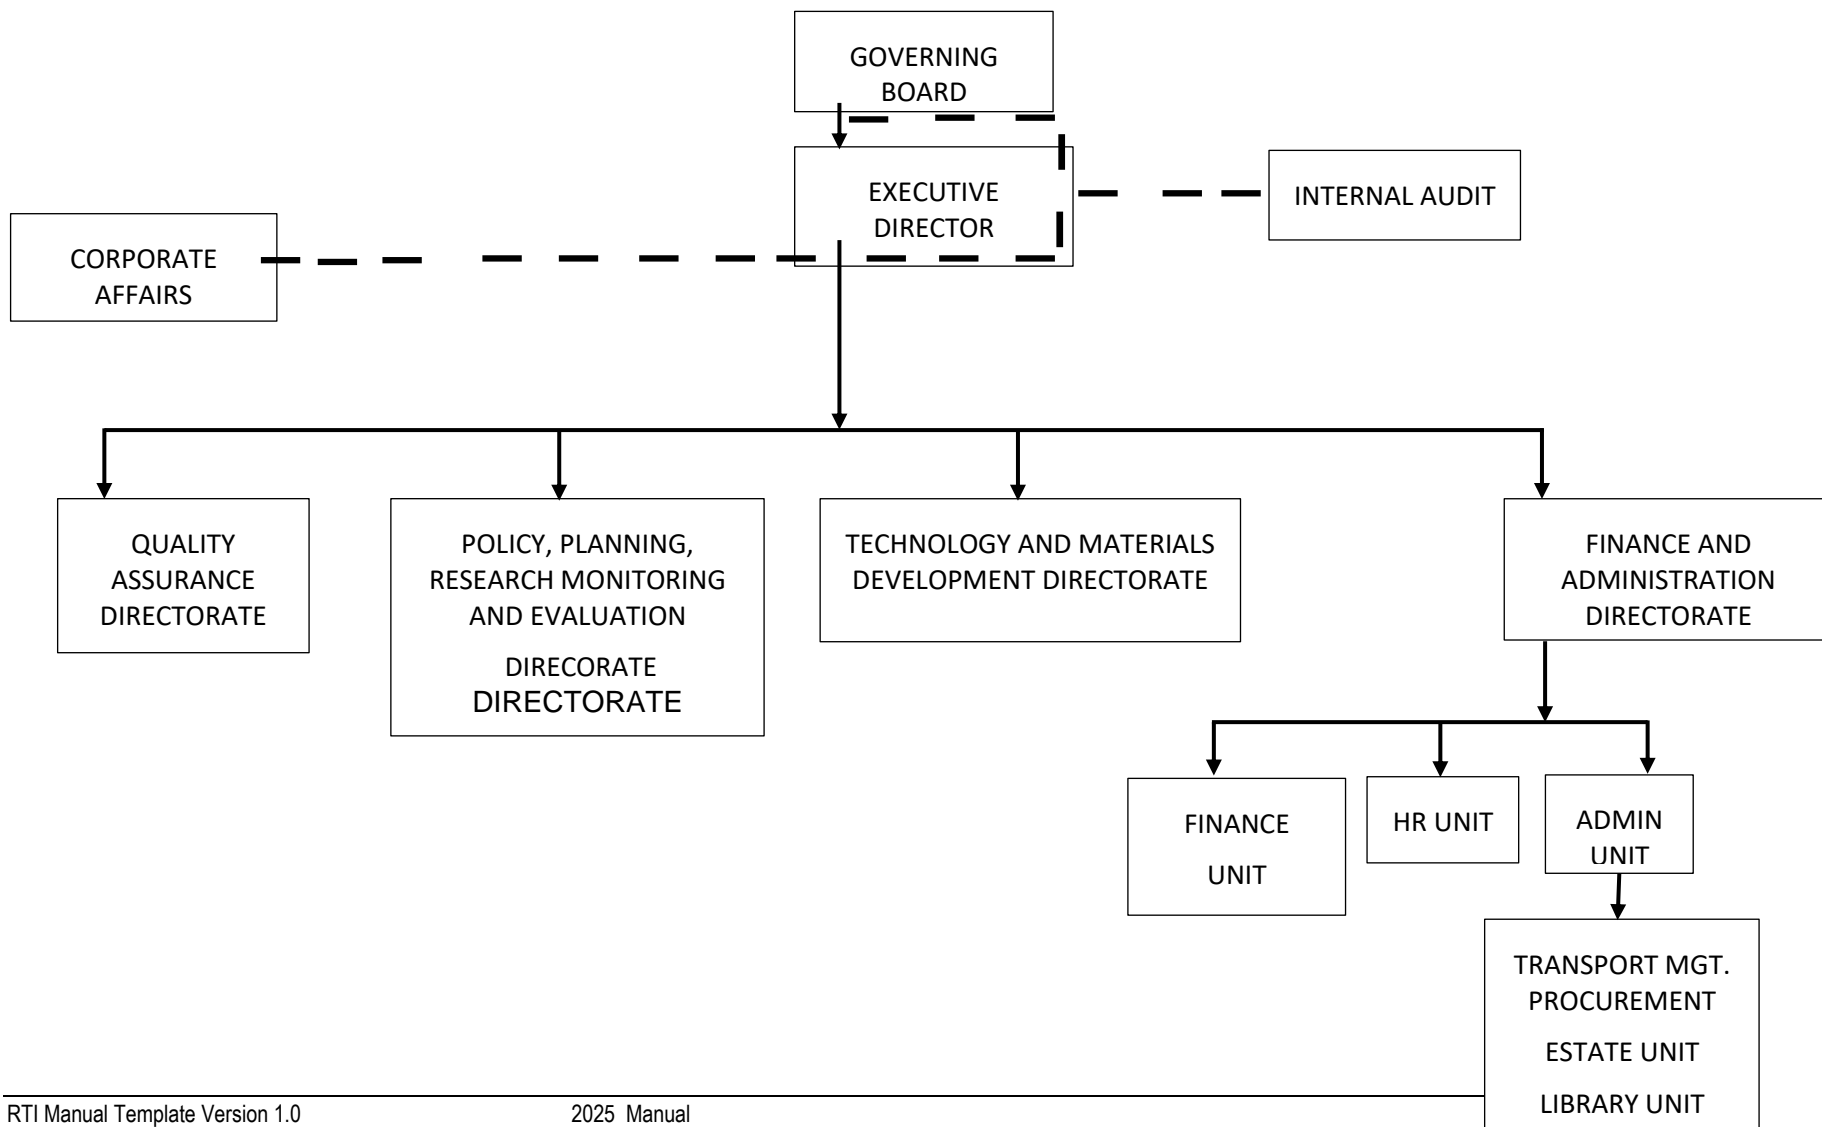 GOVERNING
BOARD
EXECUTIVE
DIRECTOR
INTERNAL AUDIT
CORPORATE
AFFAIRS
QUALITY
ASSURANCE
DIRECTORATE
POLICY, PLANNING,
RESEARCH MONITORING
AND EVALUATION
DIRECORATE
DIRECTORATE
TECHNOLOGY AND MATERIALS
DEVELOPMENT DIRECTORATE
FINANCE AND
ADMINISTRATION
DIRECTORATE
FINANCE
UNIT
HR UNIT
ADMIN
UNIT
TRANSPORT MGT.
PROCUREMENT
ESTATE UNIT
LIBRARY UNIT
RTI Manual Template Version 1.0
2025 Manual